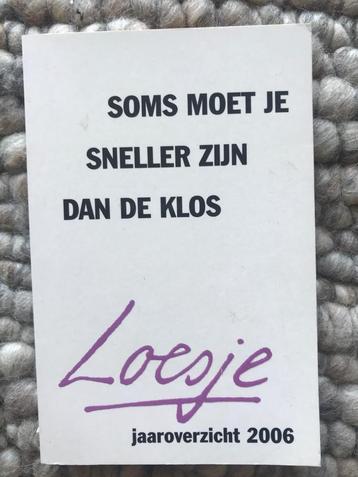 SOMS MOET JE
SNELLER ZIJN
DAN DE KLOS
Loesje
jaaroverzicht 2006